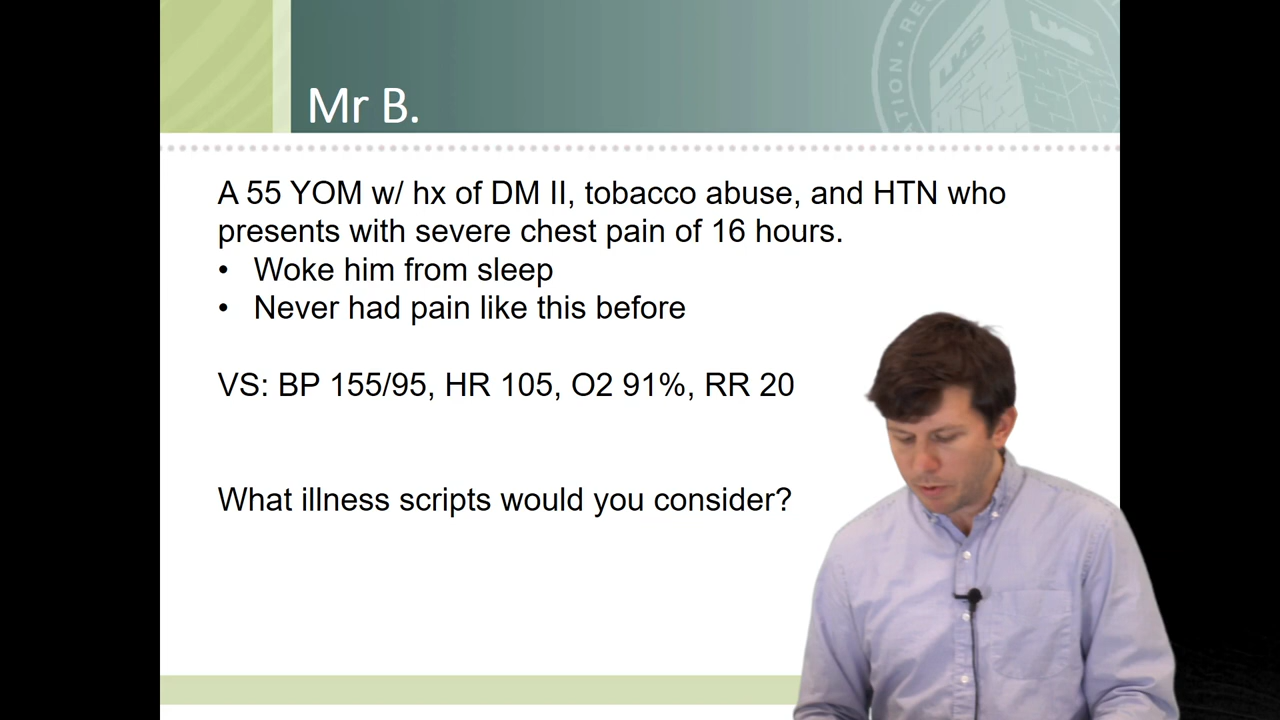 Mr B.
A 55 YOM w/ hx of DM II, tobacco abuse, and HTN who
presents with severe chest pain of 16 hours.
• Woke him from sleep
• Never had pain like this before
VS: BP 155/95, HR 105, O2 91%, RR 20
What illness scripts would you consider?